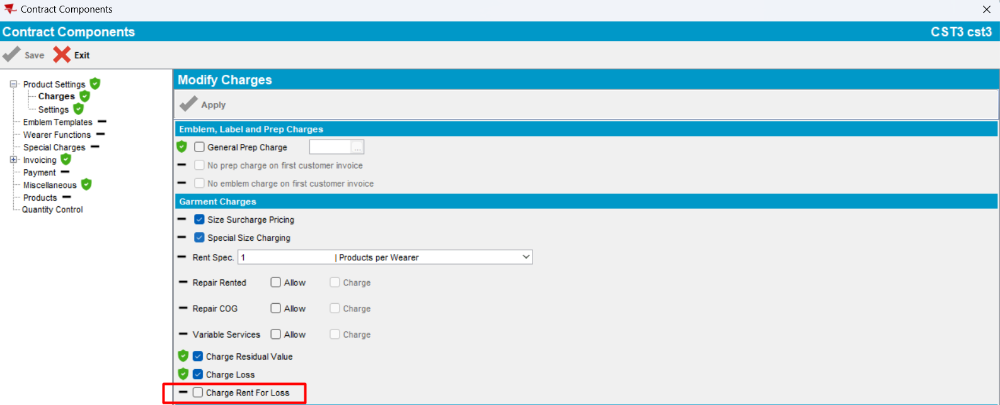 Contract Components
Contract Components CST3 cst3
Save Exit
Product Settings
Charges
Settings
Emblem Templates
Wearer Functions
Special Charges
Invoicing
Payment
Miscellaneous
Products
Quantity Control
Modify Charges
Apply
Emblem, Label and Prep Charges
General Prep Charge ...
No prep charge on first customer invoice
No emblem charge on first customer invoice
Garment Charges
Size Surcharge Pricing
Special Size Charging
Rent Spec. 1 | Products per Wearer
Repair Rented Allow Charge
Repair COG Allow Charge
Variable Services Allow Charge
Charge Residual Value
Charge Loss
Charge Rent For Loss